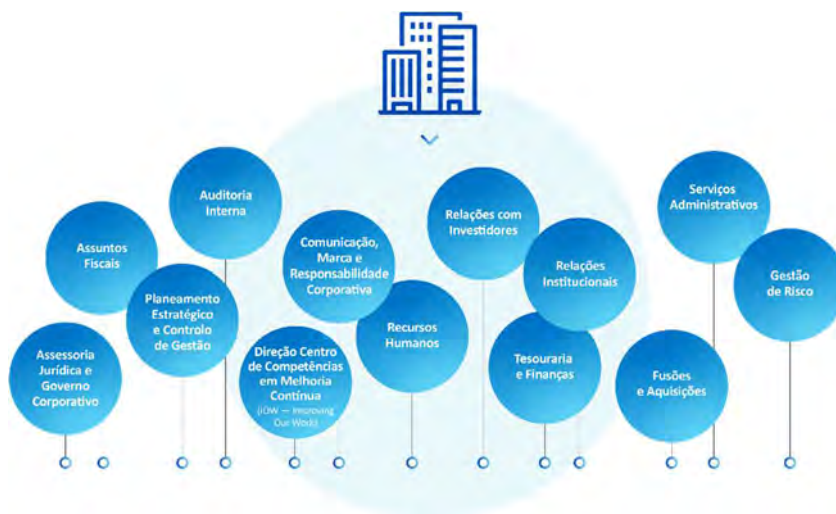 Auditoria
Interna
Serviços
Administrativos
Relações com
Investidores
Assuntos
Fiscais
Comunicação,
Marca e
Responsabilidade
Corporativa
Relações
Institucionais
Gestão
de Risco
Planeamento
Estratégico
e Controlo
de Gestão
Recursos
Humanos
Assessoria
Jurídica e
Governo
Corporativo
Direção Centro
de Competências
em Melhoria
Contínua
(IOW — Improving
Our Work)
Tesouraria
e Finanças
Fusões
e Aquisições